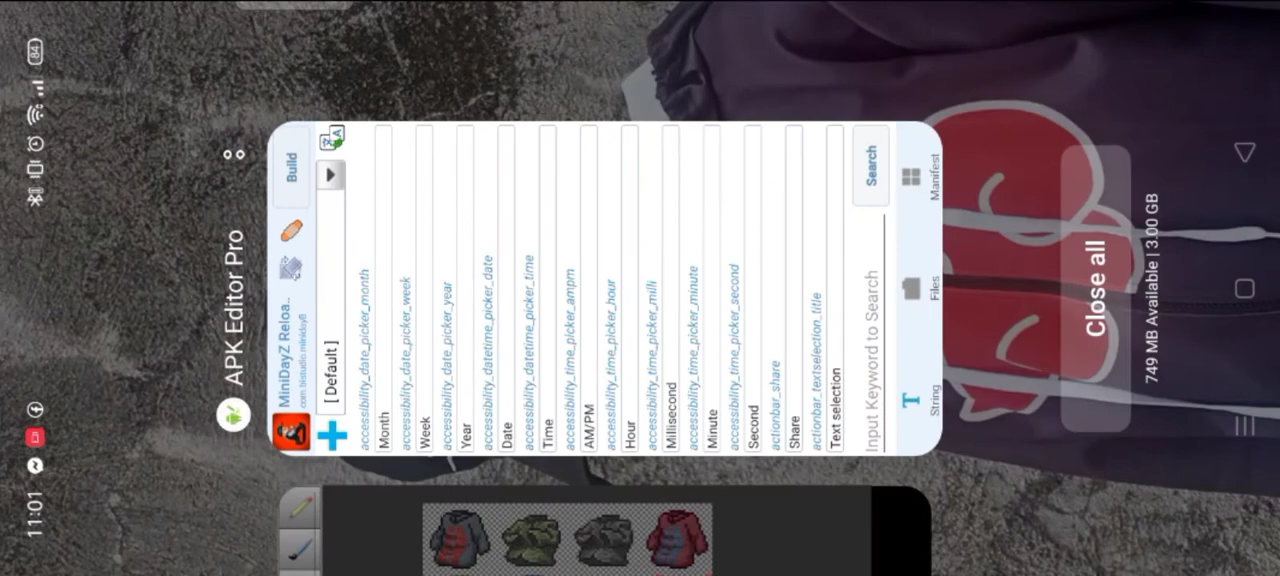 11:01
84
APK Editor Pro
MiniDayZ Reloa..
com.bistudio.minidayz
Build
[ Default ]
accessibility_date_picker_month
Month
accessibility_date_picker_week
Week
accessibility_date_picker_year
Year
accessibility_datetime_picker_date
Date
accessibility_datetime_picker_time
Time
accessibility_time_picker_ampm
AM/PM
accessibility_time_picker_hour
Hour
accessibility_time_picker_milli
Millisecond
accessibility_time_picker_minute
Minute
accessibility_time_picker_second
Second
actionbar_share
Share
actionbar_textselection_title
Text selection
Input Keyword to Search
Search
String
Files
Manifest
Close all
749 MB Available | 3.00 GB